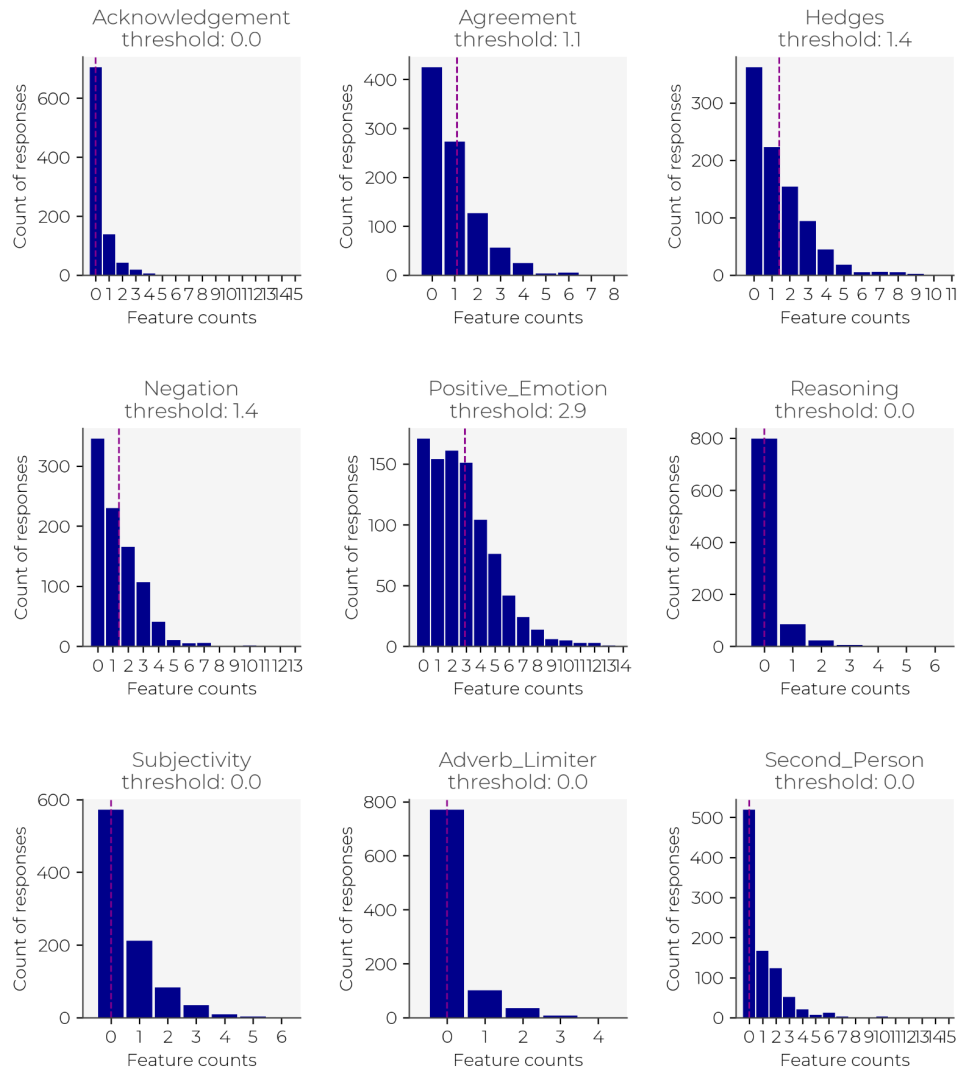 Acknowledgement
threshold: 0.0
Count of responses
600
400
200
0
0 1 2 3 4 5 6 7 8 9 10 11 12 13 14 15
Feature counts
Agreement
threshold: 1.1
Count of responses
400
300
200
100
0
0 1 2 3 4 5 6 7 8
Feature counts
Hedges
threshold: 1.4
Count of responses
300
200
100
0
0 1 2 3 4 5 6 7 8 9 10 11
Feature counts
Negation
threshold: 1.4
Count of responses
300
200
100
0
0 1 2 3 4 5 6 7 8 9 10 11 12 13
Feature counts
Positive_Emotion
threshold: 2.9
Count of responses
150
100
50
0
0 1 2 3 4 5 6 7 8 9 10 11 12 13 14
Feature counts
Reasoning
threshold: 0.0
Count of responses
800
600
400
200
0
0 1 2 3 4 5 6
Feature counts
Subjectivity
threshold: 0.0
Count of responses
600
400
200
0
0 1 2 3 4 5 6
Feature counts
Adverb_Limiter
threshold: 0.0
Count of responses
800
600
400
200
0
0 1 2 3 4
Feature counts
Second_Person
threshold: 0.0
Count of responses
500
400
300
200
100
0
0 1 2 3 4 5 6 7 8 9 10 11 12 13 14 15
Feature counts